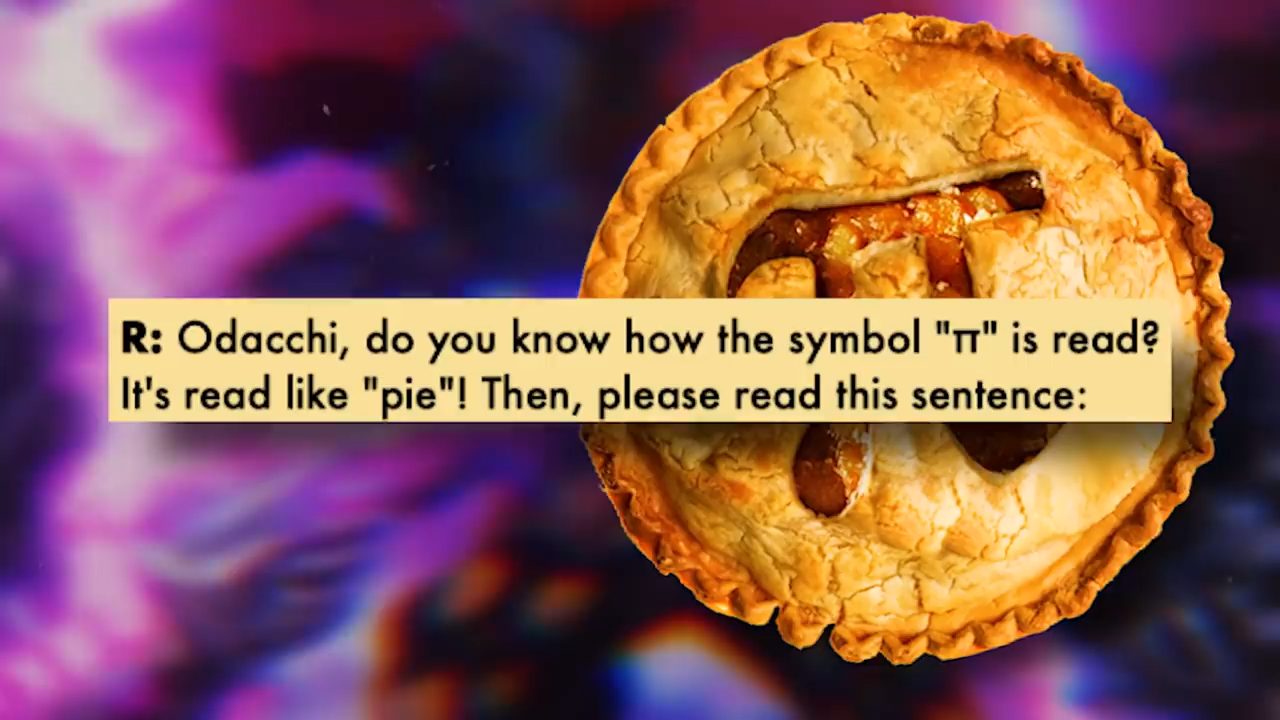 R: Odacchi, do you know how the symbol "π" is read?
It's read like "pie"! Then, please read this sentence: